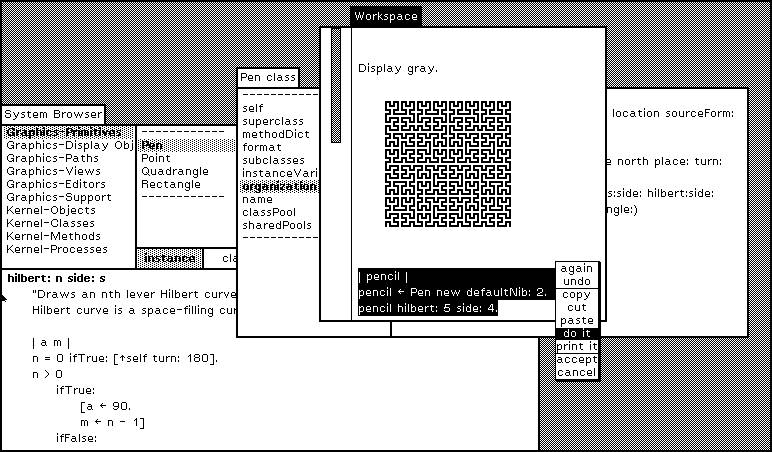 Workspace
Display gray.
| pencil |
pencil ← Pen new defaultNib: 2.
pencil hilbert: 5 side: 4.
again
undo
copy
cut
paste
do it
print it
accept
cancel
Pen class
self
superclass
methodDict
format
subclasses
instanceVari
organization
name
classPool
sharedPools
location sourceForm:
north place: turn:
side: hilbert:side:
System Browser
Graphics-Primitives
Graphics-Display Obj
Graphics-Paths
Graphics-Views
Graphics-Editors
Graphics-Support
Kernel-Objects
Kernel-Classes
Kernel-Methods
Kernel-Processes
Pen
Point
Quadrangle
Rectangle
instance
cla
hilbert: n side: s
"Draws an nth lever Hilbert curve
Hilbert curve is a space-filling cur
| a m |
n = 0 ifTrue: [↑self turn: 180].
n > 0
ifTrue:
[a ← 90.
m ← n - 1]
ifFalse: